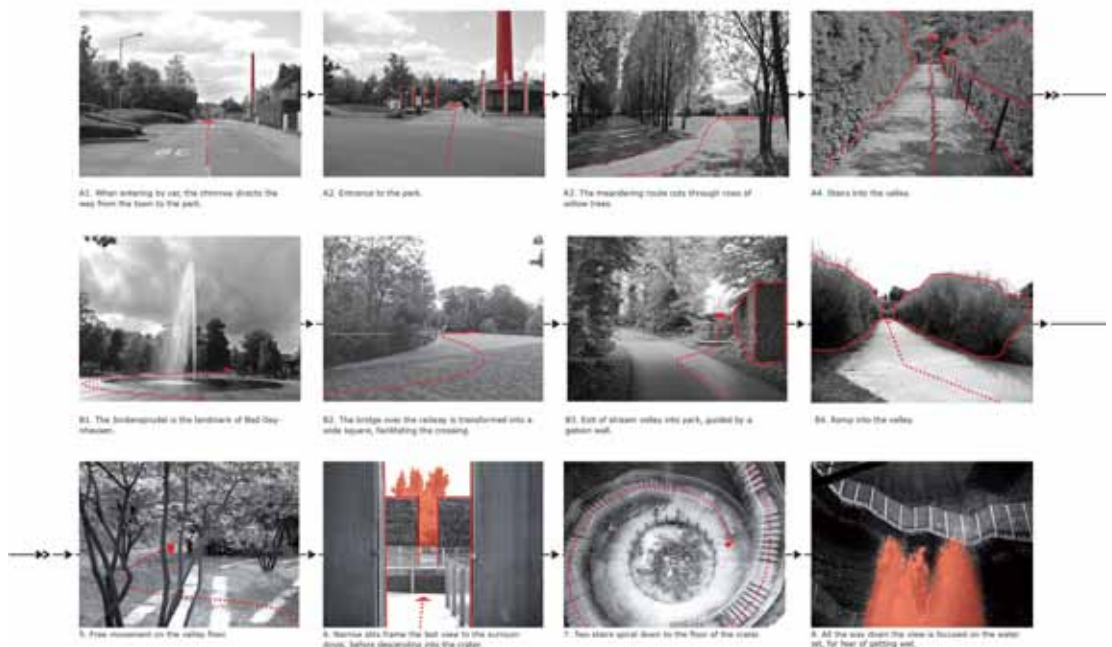 A1. When entering by car, the chimney directs the
way from the town to the park.
A2. Entrance to the park.
A3. The meandering route cuts through rows of
willow trees.
A4. Stairs into the valley.
B1. The Jordansprudel is the landmark of Bad Oey-
nhausen.
B2. The bridge over the railway is transformed into a
wide square, facilitating the crossing.
B3. Exit of stream valley into park, guided by a
gabion wall.
B4. Ramp into the valley.
5. Free movement on the valley floor.
6. Narrow slits frame the last view to the surroun-
dings, before descending into the crater.
7. Two stairs spiral down to the floor of the crater.
8. All the way down the view is focused on the water
jet, for fear of getting wet.